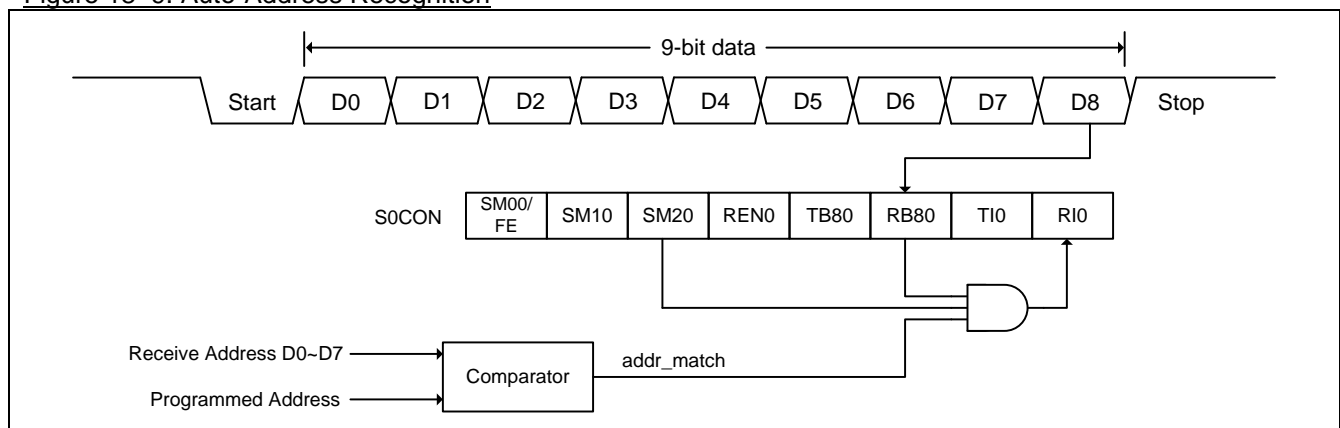 Figure 18–6. Auto-Address Recognition
9-bit data
Start D0 D1 D2 D3 D4 D5 D6 D7 D8 Stop
S0CON SM00/ FE SM10 SM20 REN0 TB80 RB80 TI0 RI0
Receive Address D0~D7
Comparator
addr_match
Programmed Address